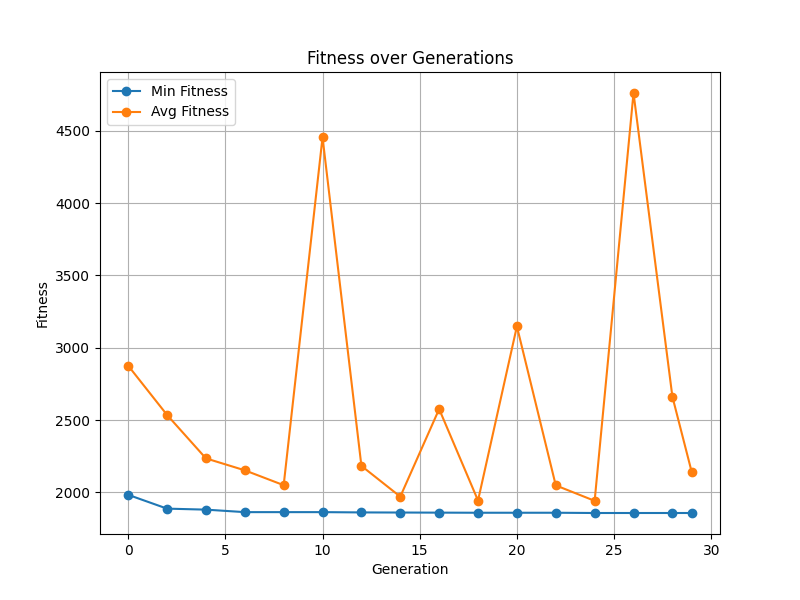 Fitness over Generations
Min Fitness
Avg Fitness
4500
4000
3500
3000
2500
2000
Fitness
0 5 10 15 20 25 30
Generation